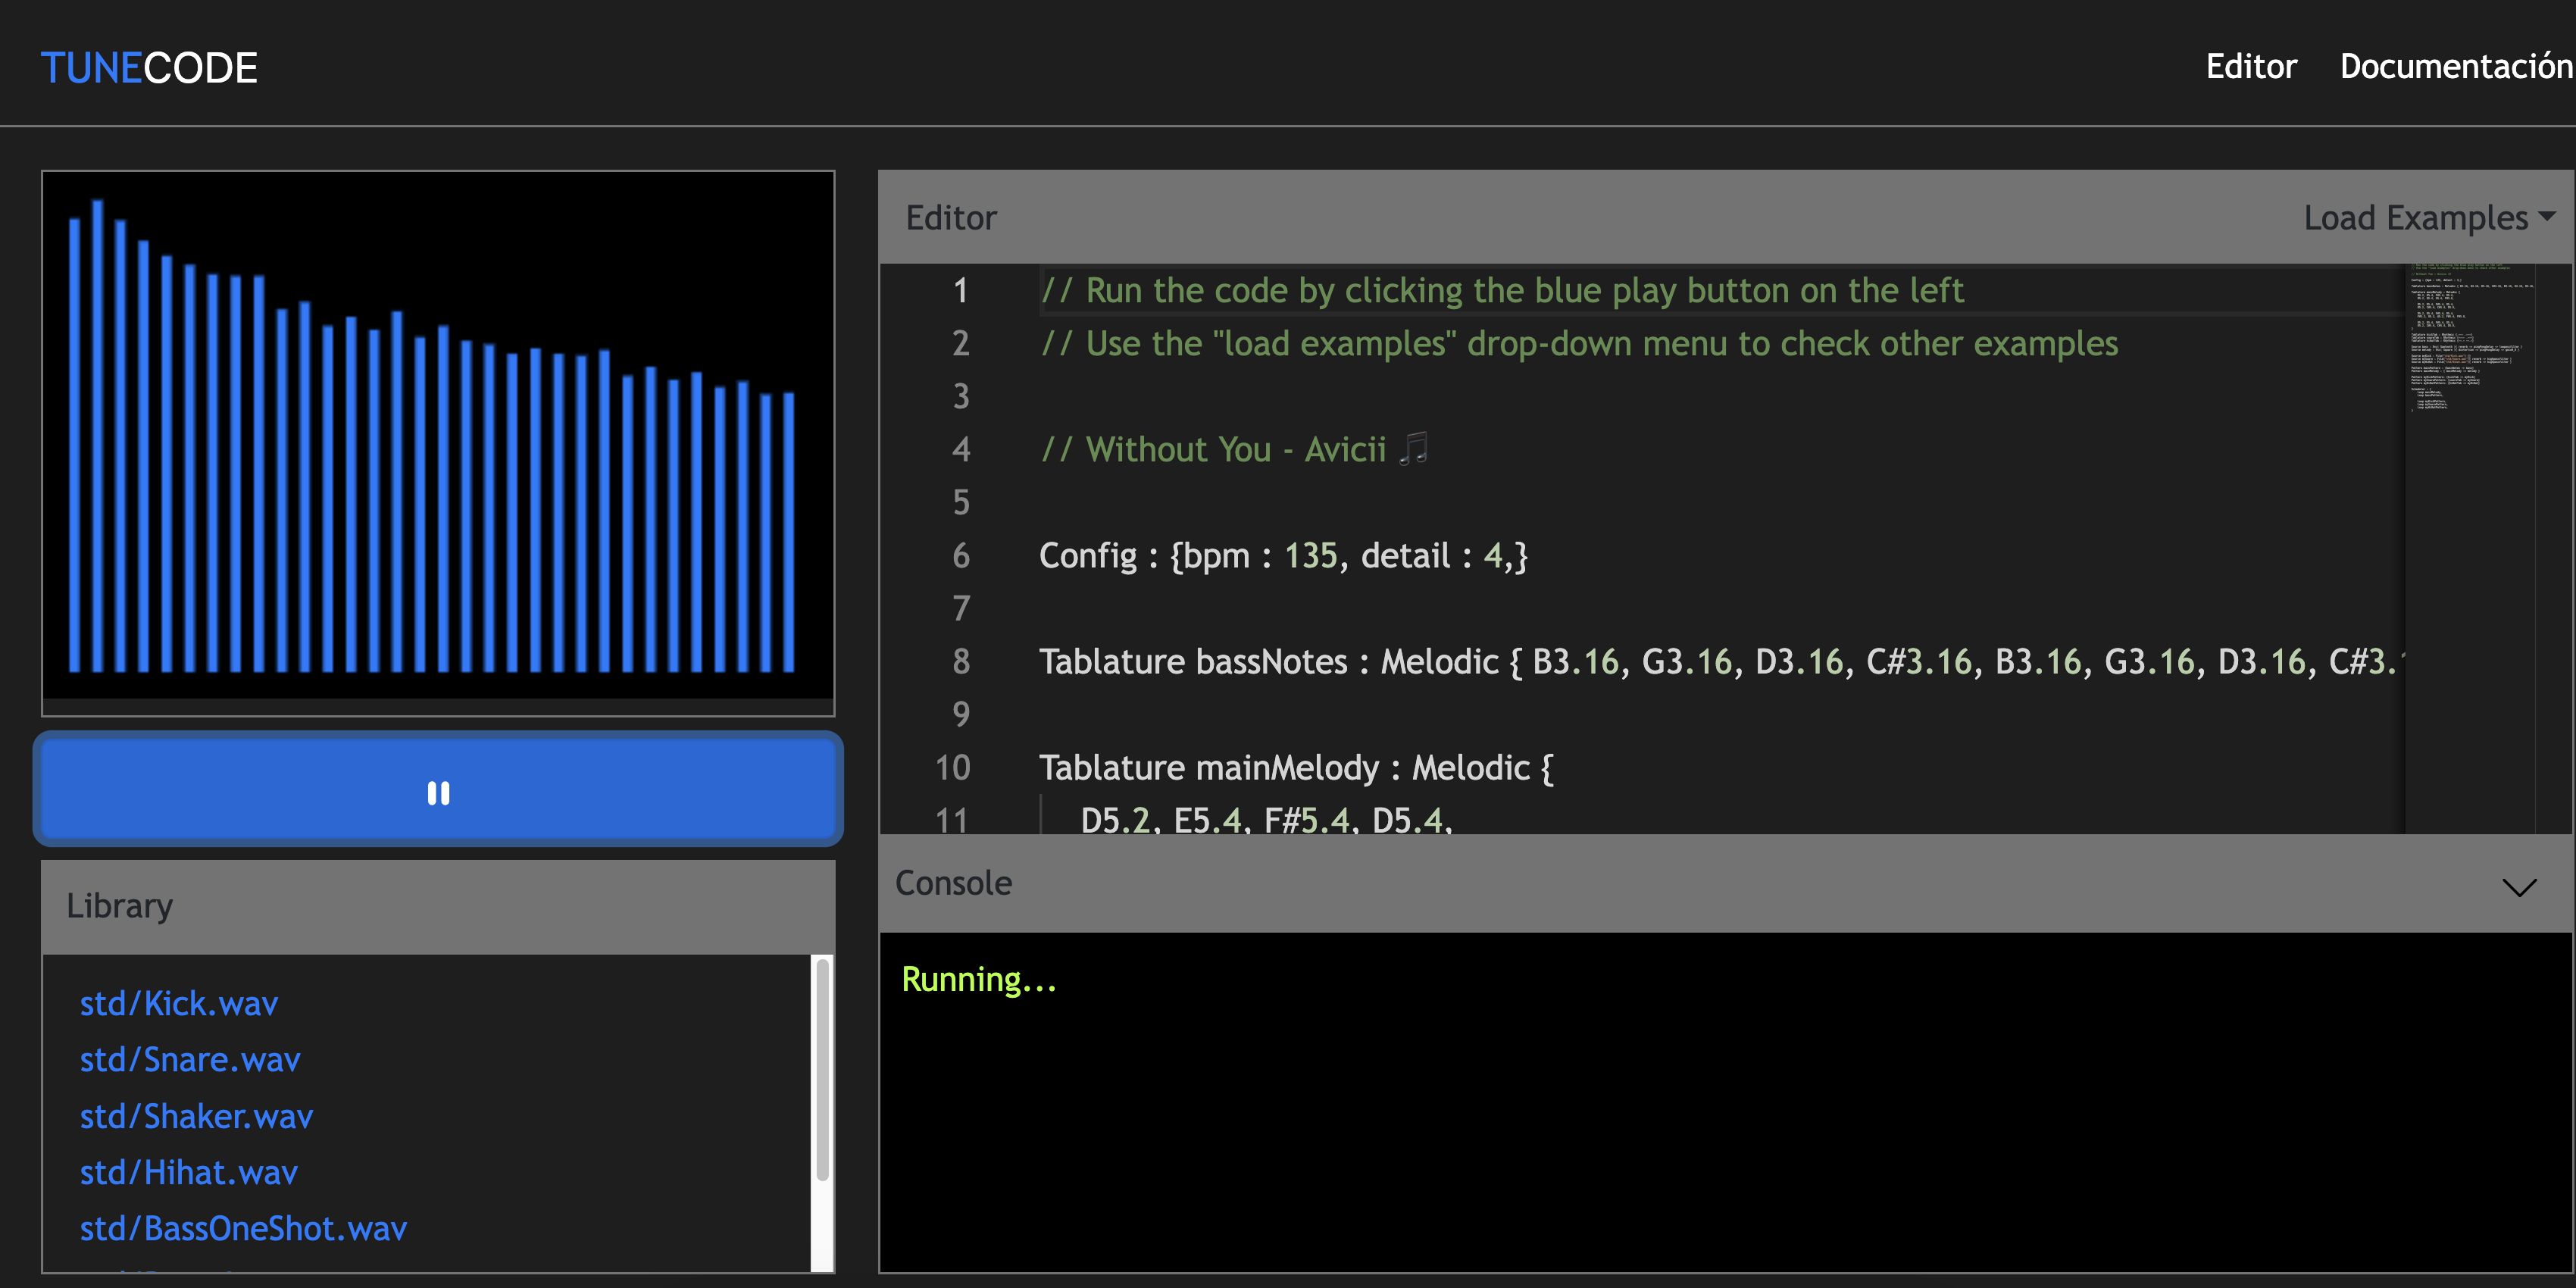 TUNECODE
Editor Documentación
Editor Load Examples
1 // Run the code by clicking the blue play button on the left
2 // Use the "load examples" drop-down menu to check other examples
3
4 // Without You - Avicii 🎵
5
6 Config : {bpm : 135, detail : 4,}
7
8 Tablature bassNotes : Melodic { B3.16, G3.16, D3.16, C#3.16, B3.16, G3.16, D3.16, C#3.
9
10 Tablature mainMelody : Melodic {
11 D5.2, E5.4, F#5.4, D5.4,
Console
Running...
Library
std/Kick.wav
std/Snare.wav
std/Shaker.wav
std/Hihat.wav
std/BassOneShot.wav